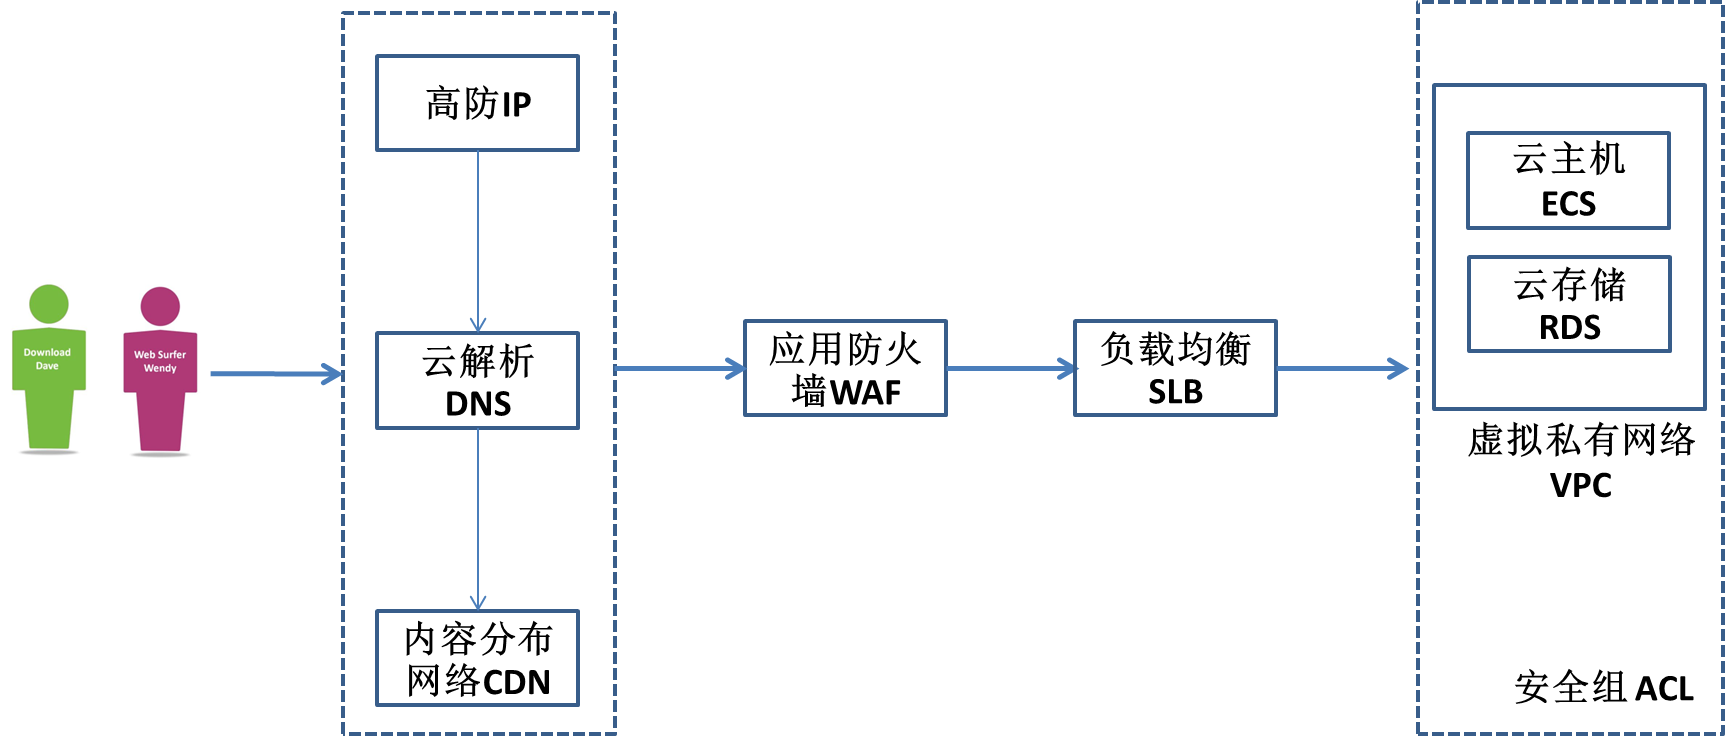 Download
Dave
Web Surfer
Wendy
高防IP
云解析
DNS
内容分布
网络CDN
应用防火
墙WAF
负载均衡
SLB
云主机
ECS
云存储
RDS
虚拟私有网络
VPC
安全组 ACL